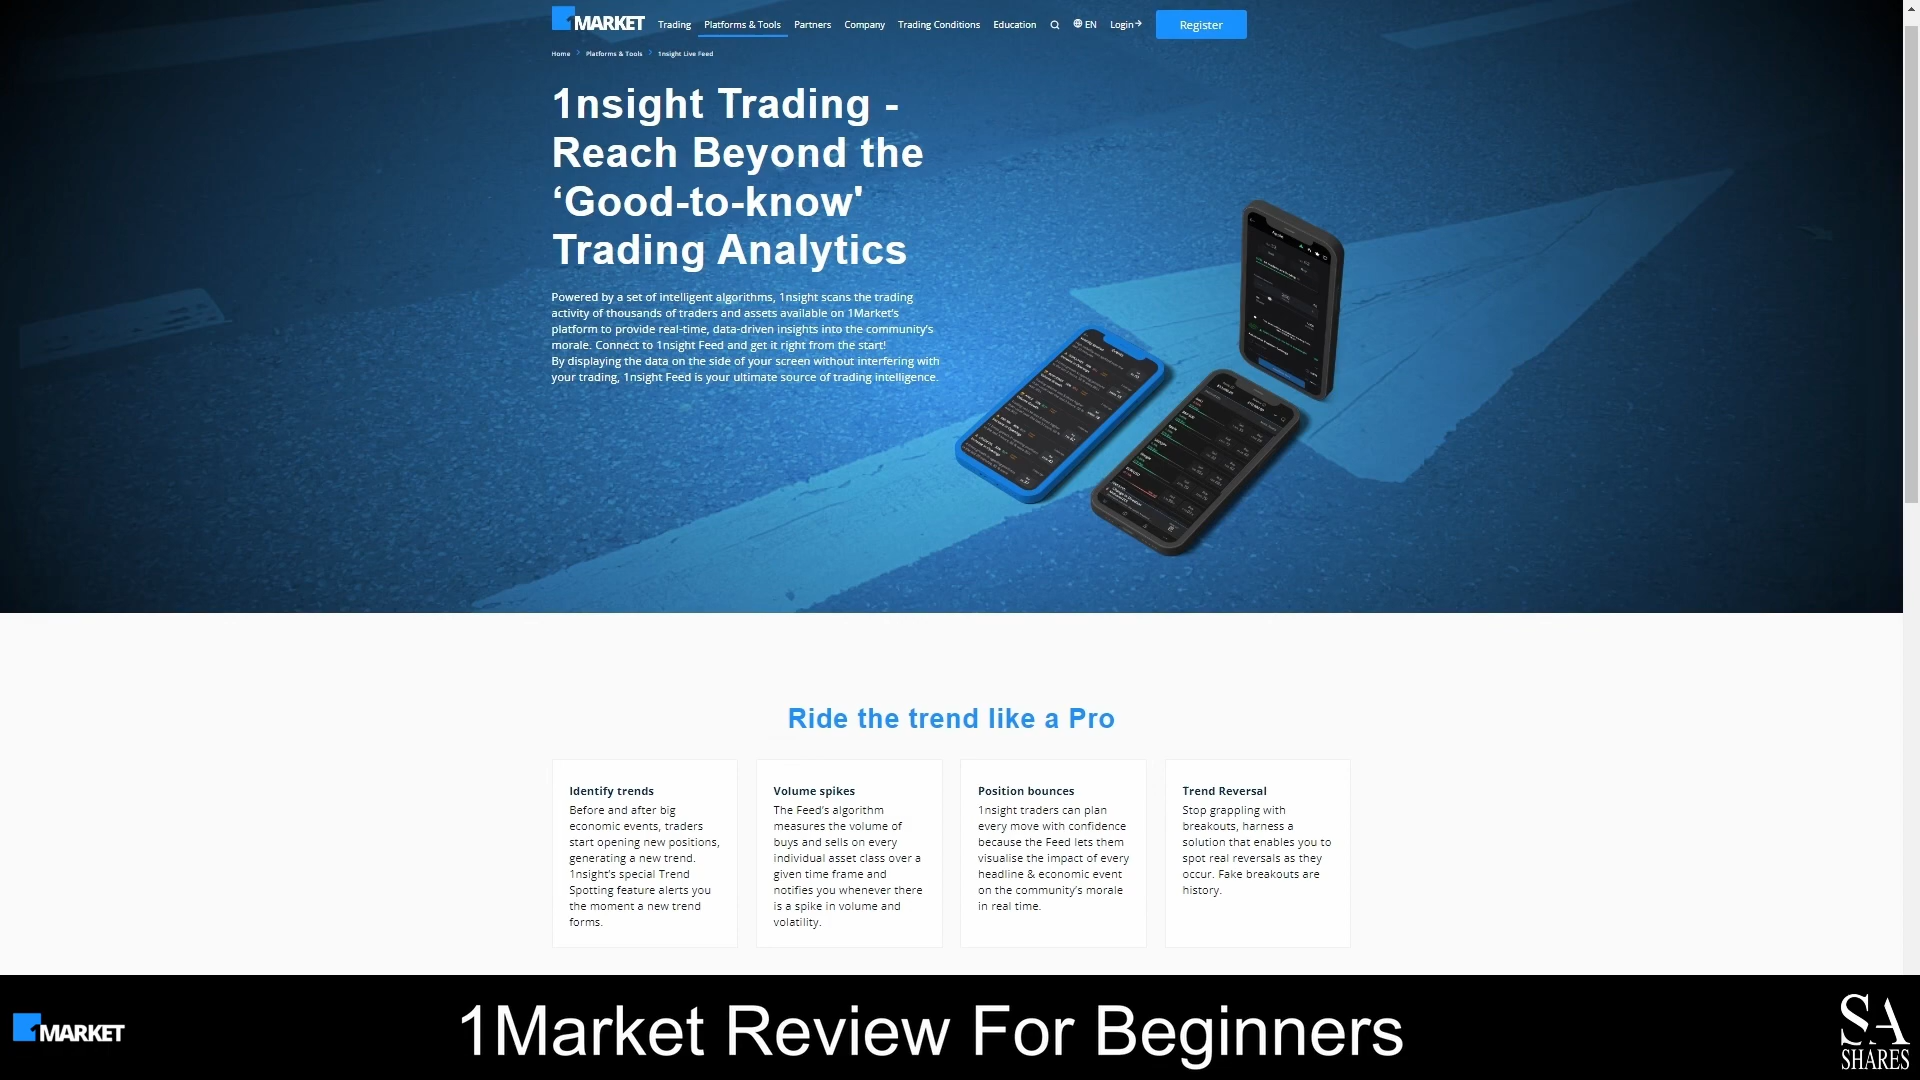 1MARKET Trading Platforms & Tools Partners Company Trading Conditions Education EN Login Register
Home Platforms & Tools 1nsight Live Feed
1nsight Trading -
Reach Beyond the
‘Good-to-know'
Trading Analytics
Powered by a set of intelligent algorithms, 1nsight scans the trading
activity of thousands of traders and assets available on 1Market’s
platform to provide real-time, data-driven insights into the community’s
morale. Connect to 1nsight Feed and get it right from the start!
By displaying the data on the side of your screen without interfering with
your trading, 1nsight Feed is your ultimate source of trading intelligence.
Ride the trend like a Pro
Identify trends
Before and after big
economic events, traders
start opening new positions,
generating a new trend.
1nsight’s special Trend
Spotting feature alerts you
the moment a new trend
forms.
Volume spikes
The Feed’s algorithm
measures the volume of
buys and sells on every
individual asset class over a
given time frame and
notifies you whenever there
is a spike in volume and
volatility.
Position bounces
1nsight traders can plan
every move with confidence
because the Feed lets them
visualise the impact of every
headline & economic event
on the community’s morale
in real time.
Trend Reversal
Stop grappling with
breakouts, harness a
solution that enables you to
spot real reversals as they
occur. Fake breakouts are
history.
1MARKET
1Market Review For Beginners
SA
SHARES